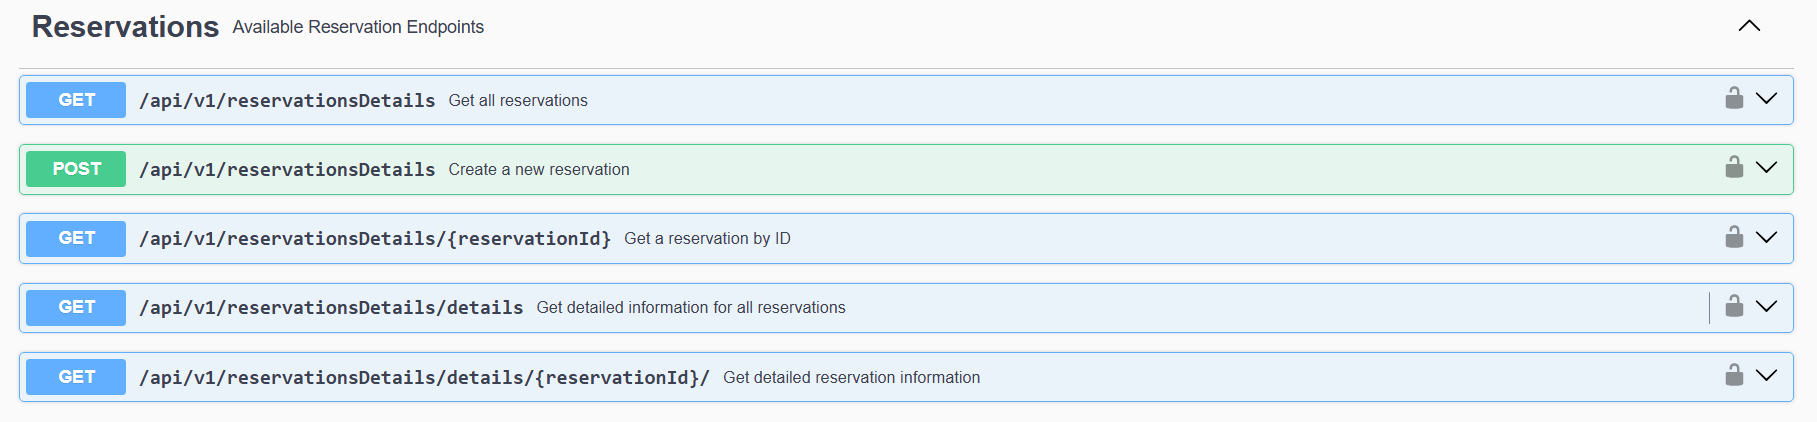 Reservations Available Reservation Endpoints
GET /api/v1/reservationsDetails Get all reservations
POST /api/v1/reservationsDetails Create a new reservation
GET /api/v1/reservationsDetails/{reservationId} Get a reservation by ID
GET /api/v1/reservationsDetails/details Get detailed information for all reservations
GET /api/v1/reservationsDetails/details/{reservationId}/ Get detailed reservation information